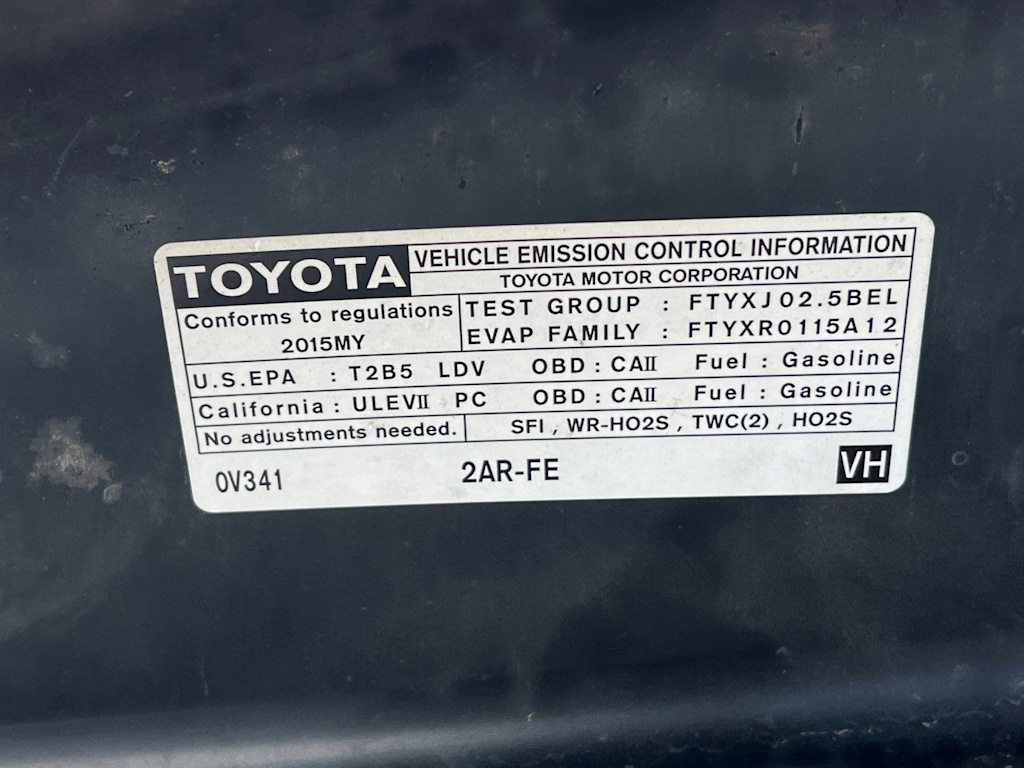 TOYOTA VEHICLE EMISSION CONTROL INFORMATION
TOYOTA MOTOR CORPORATION
Conforms to regulations
2015MY
TEST GROUP : FTYXJ02.5BEL
EVAP FAMILY : FTYXR0115A12
U.S.EPA : T2B5 LDV OBD : CAII Fuel : Gasoline
California : ULEVII PC OBD : CAII Fuel : Gasoline
No adjustments needed. SFI , WR-HO2S , TWC(2) , HO2S
0V341 2AR-FE VH